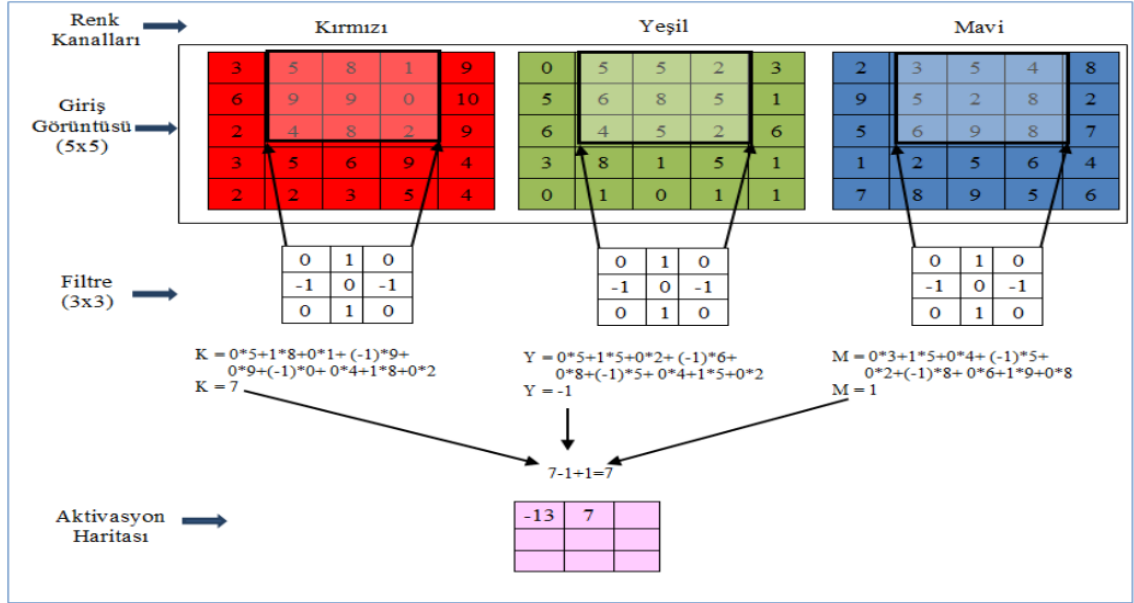 Renk Kanalları
Kırmızı Yeşil Mavi
Giriş Görüntüsü (5x5)
3 5 8 1 9
6 9 9 0 10
2 4 8 2 9
3 5 6 9 4
2 2 3 5 4
0 5 5 2 3
5 6 8 5 1
6 4 5 2 6
3 8 1 5 1
0 1 0 1 1
2 3 5 4 8
9 5 2 8 2
5 6 9 8 7
1 2 5 6 4
7 8 9 5 6
Filtre (3x3)
0 1 0
-1 0 -1
0 1 0
0 1 0
-1 0 -1
0 1 0
0 1 0
-1 0 -1
0 1 0
K = 0*5+1*8+0*1+ (-1)*9+
0*9+(-1)*0+ 0*4+1*8+0*2
K = 7
Y = 0*5+1*5+0*2+ (-1)*6+
0*8+(-1)*5+ 0*4+1*5+0*2
Y = -1
M = 0*3+1*5+0*4+ (-1)*5+
0*2+(-1)*8+ 0*6+1*9+0*8
M = 1
7-1+1=7
Aktivasyon Haritası
-13 7